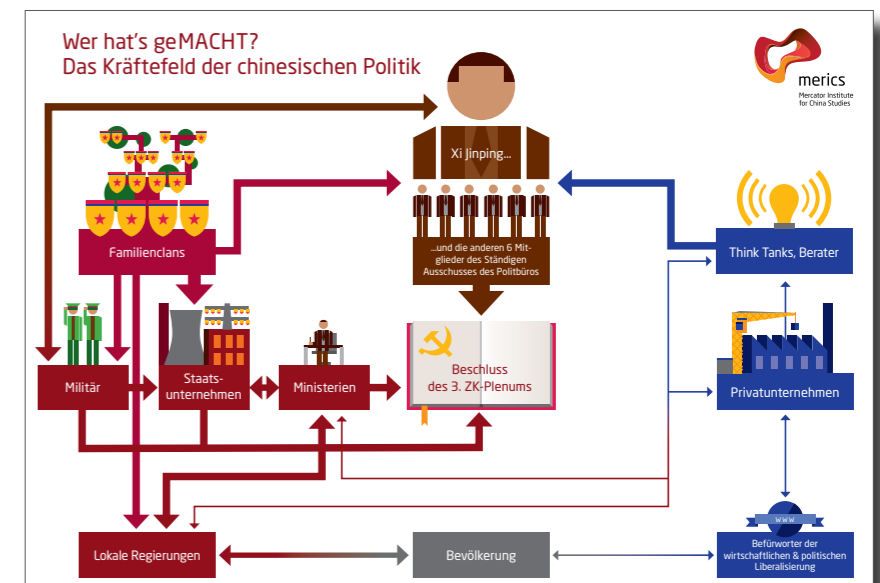 Wer hat's geMACHT?
Das Kräftefeld der chinesischen Politik
merics
Mercator Institute
for China Studies
Xi Jinping...
...und die anderen 6 Mit-
glieder des Ständigen
Ausschusses des Politbüros
Familienclans
Think Tanks, Berater
Militär
Staats-
unternehmen
Ministerien
Beschluss
des 3. ZK-Plenums
Privatunternehmen
Lokale Regierungen
Bevölkerung
WWW
Befürworter der
wirtschaftlichen & politischen
Liberalisierung